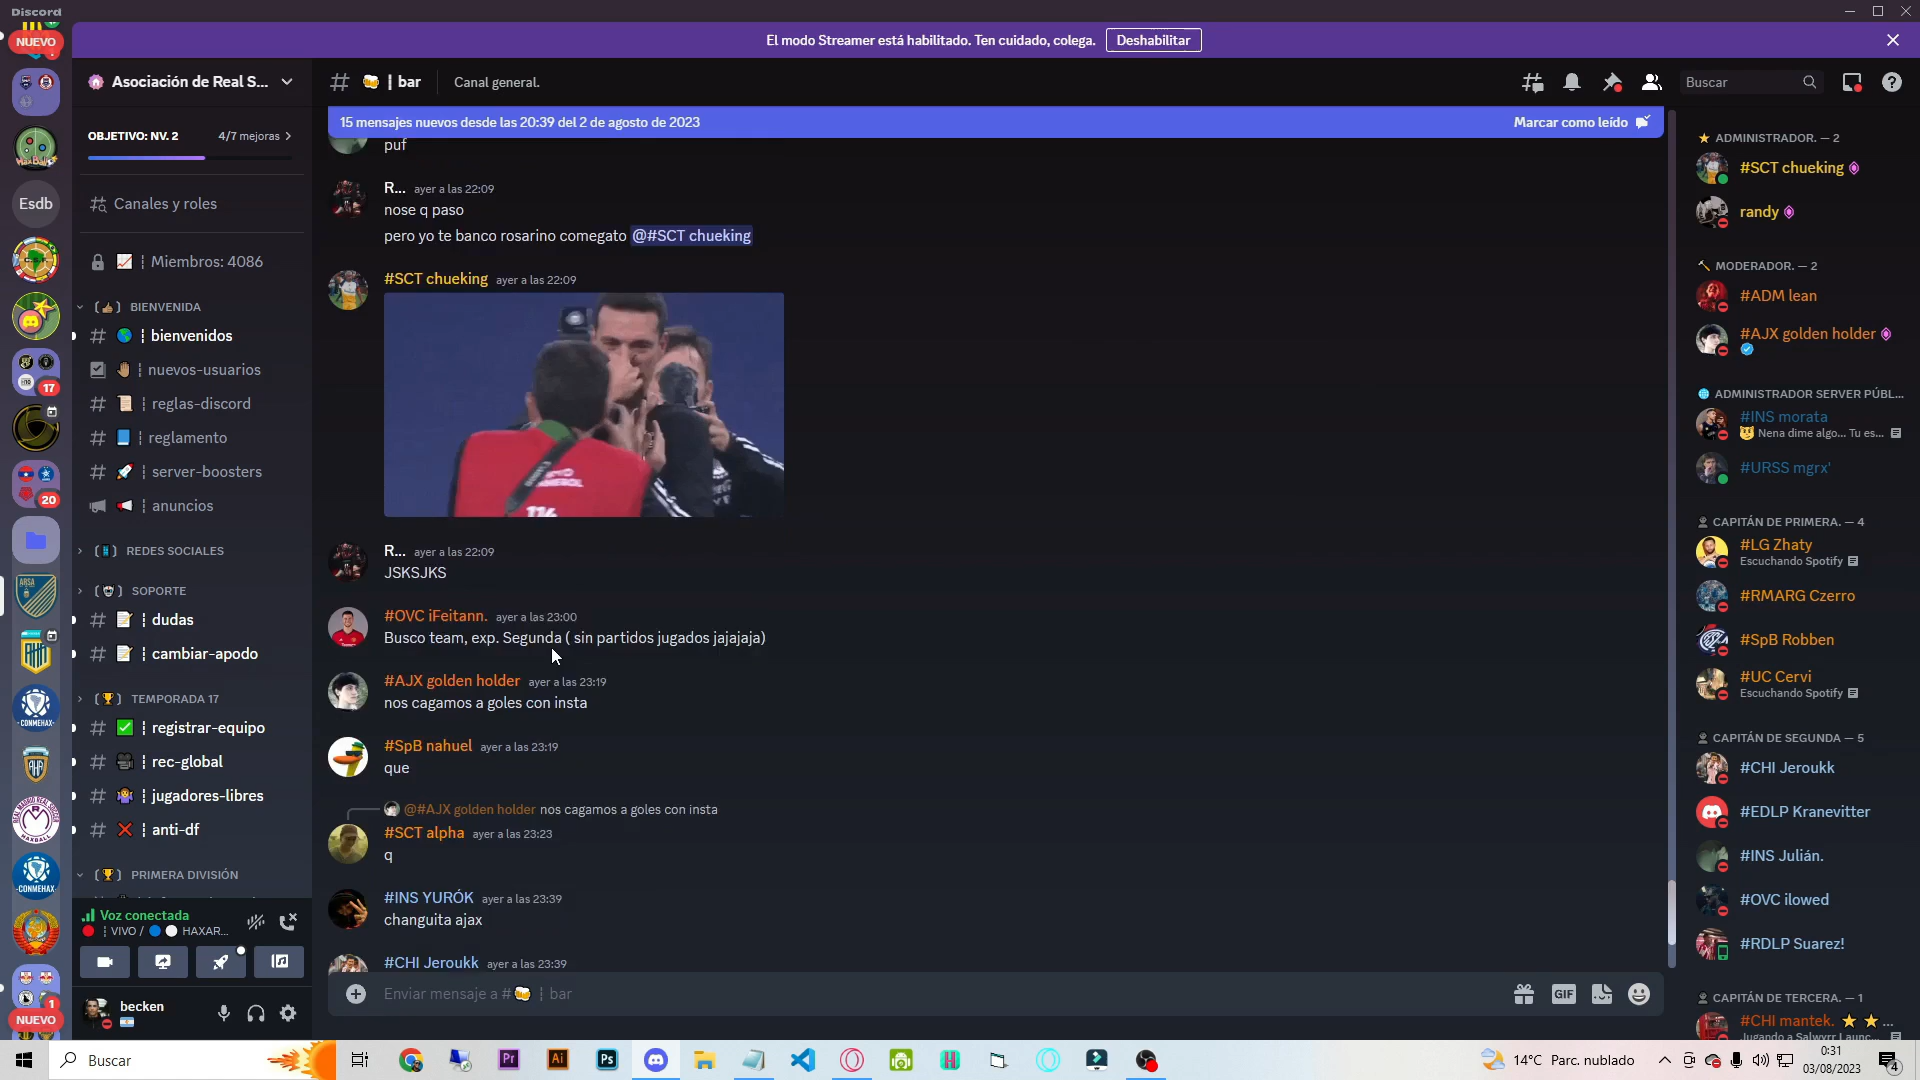 Discord
NUEVO
El modo Streamer está habilitado. Ten cuidado, colega.
Deshabilitar
Asociación de Real S...
# | bar
Canal general.
Buscar
OBJETIVO: NV. 2
4/7 mejoras
Canales y roles
Miembros: 4086
BIENVENIDA
bienvenidos
nuevos-usuarios
reglas-discord
reglamento
server-boosters
anuncios
REDES SOCIALES
SOPORTE
dudas
cambiar-apodo
TEMPORADA 17
registrar-equipo
rec-global
jugadores-libres
anti-df
PRIMERA DIVISIÓN
Voz conectada
VIVO / HAXAR...
becken
Esdb
17
20
ARSA
-CONMEHAX-
-CONMEHAX-
1
NUEVO
15 mensajes nuevos desde las 20:39 del 2 de agosto de 2023
Marcar como leído
puf
R... ayer a las 22:09
nose q paso
pero yo te banco rosarino comegato @#SCT chueking
#SCT chueking ayer a las 22:09
116
R... ayer a las 22:09
JSKSJKS
#OVC iFeitann. ayer a las 23:00
Busco team, exp. Segunda ( sin partidos jugados jajajaja)
#AJX golden holder ayer a las 23:19
nos cagamos a goles con insta
#SpB nahuel ayer a las 23:19
que
@#AJX golden holder nos cagamos a goles con insta
#SCT alpha ayer a las 23:23
q
#INS YURÓK ayer a las 23:39
changuita ajax
#CHI Jeroukk ayer a las 23:39
Enviar mensaje a # | bar
GIF
ADMINISTRADOR. — 2
#SCT chueking
randy
MODERADOR. — 2
#ADM lean
#AJX golden holder
ADMINISTRADOR SERVER PÚBL...
#INS morata
Nena dime algo... Tu es...
#URSS mgrx'
CAPITÁN DE PRIMERA. — 4
#LG Zhaty
Escuchando Spotify
#RMARG Czerro
#SpB Robben
#UC Cervi
Escuchando Spotify
CAPITÁN DE SEGUNDA — 5
#CHI Jeroukk
#EDLP Kranevitter
#INS Julián.
#OVC ilowed
#RDLP Suarez!
CAPITÁN DE TERCERA. — 1
#CHI mantek. ...
Jugando a Salwyrr Launc...
Buscar
Pr
Ai
Ps
14°C Parc. nublado
0:31
03/08/2023
4